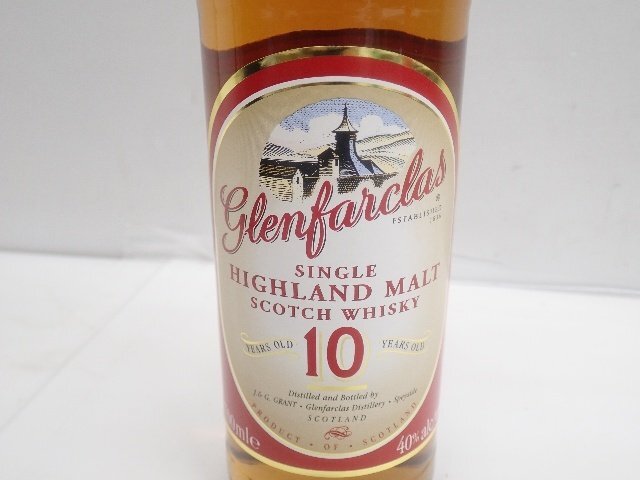 Glenfarclas
®
ESTABLISHED
1836
SINGLE
HIGHLAND MALT
SCOTCH WHISKY
YEARS OLD 10 YEARS OLD
Distilled and Bottled by
J. & G. GRANT · Glenfarclas Distillery · Speyside
SCOTLAND
PRODUCT · OF · SCOTLAND
40%